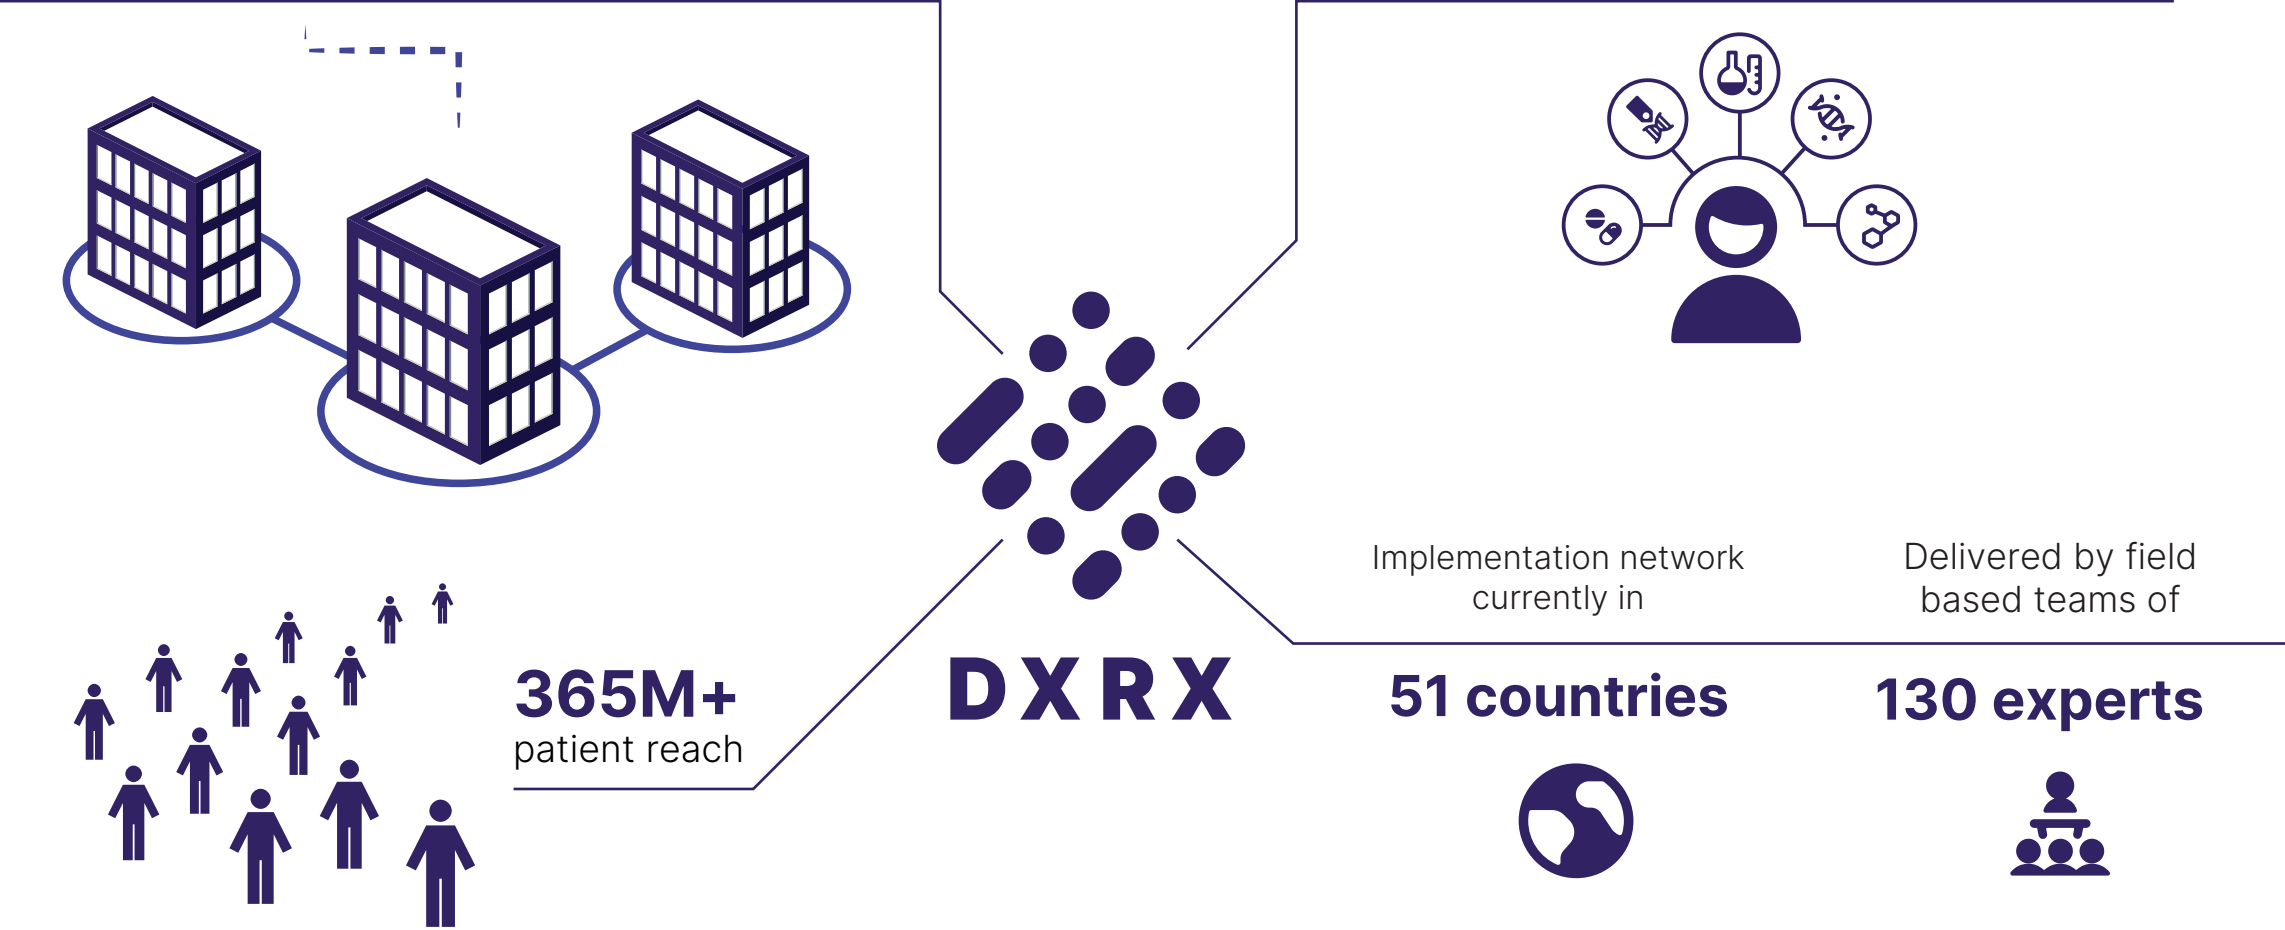 Implementation network
currently in
51 countries
Delivered by field
based teams of
130 experts
365M+
patient reach
DXRX